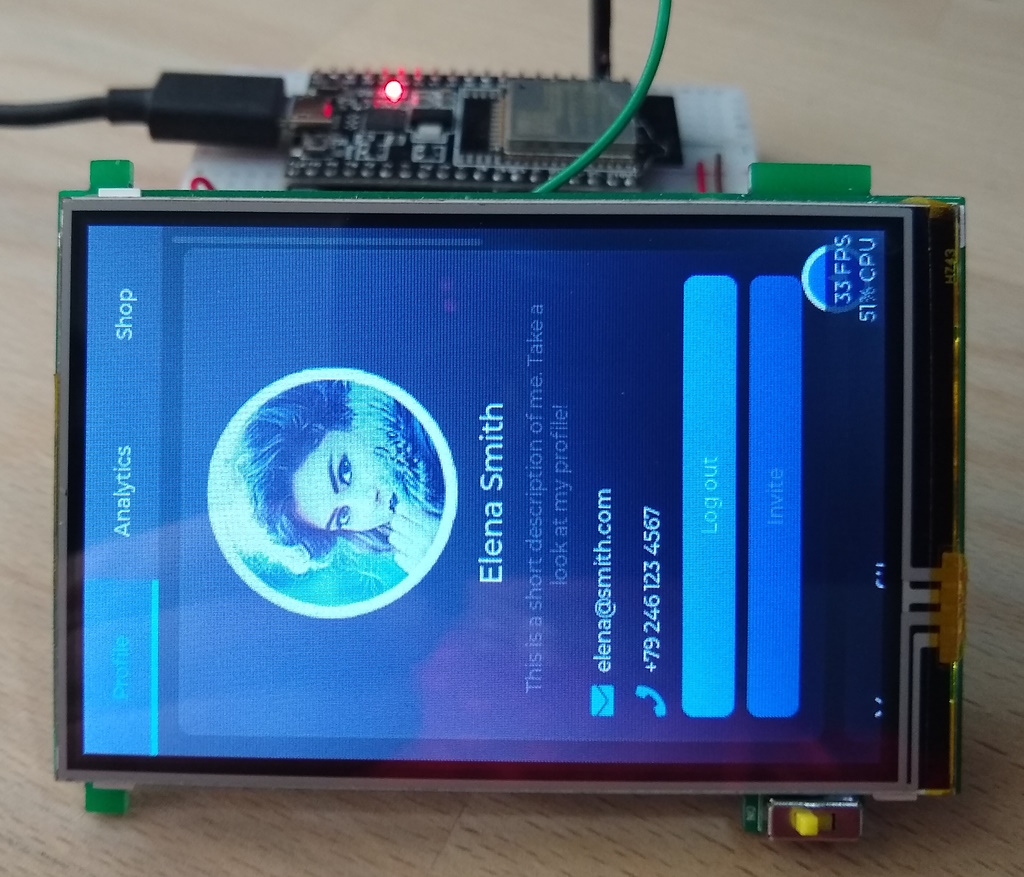 Profile
Analytics
Shop
Elena Smith
This is a short description of me. Take a
look at my profile!
elena@smith.com
+79 246 123 4567
Log out
Invite
33 FPS
51% CPU